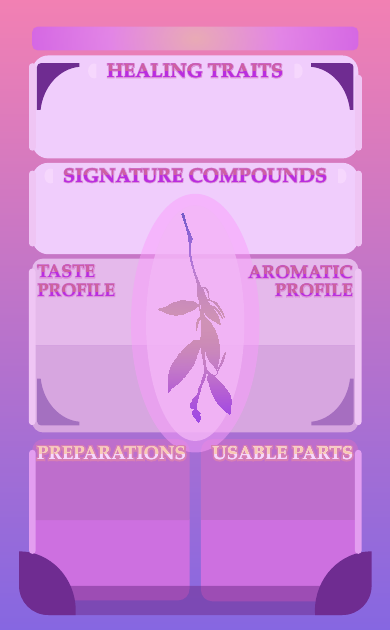 HEALING TRAITS
SIGNATURE COMPOUNDS
TASTE
PROFILE
AROMATIC
PROFILE
PREPARATIONS
USABLE PARTS